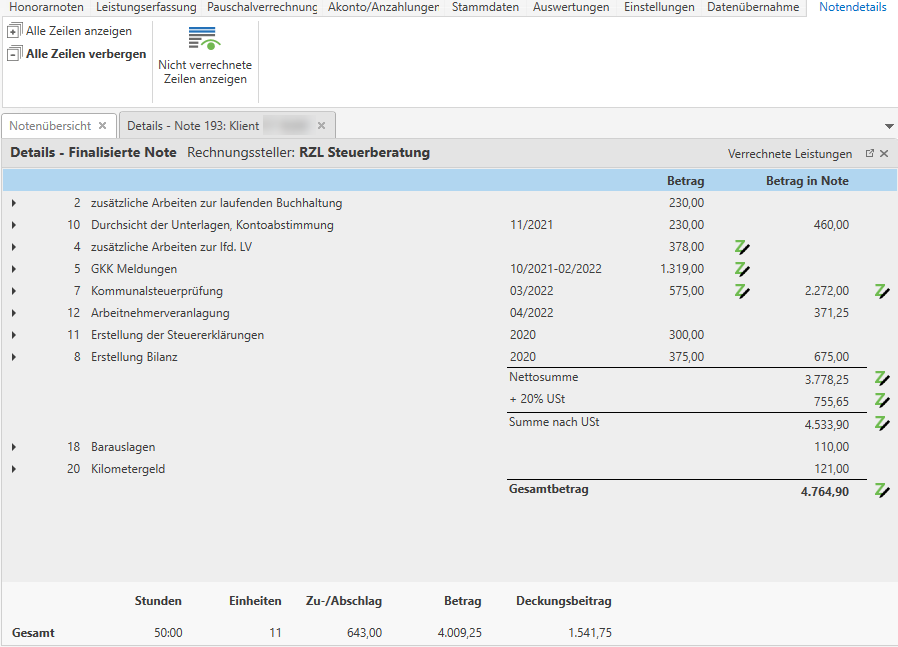 Honorarnoten Leistungserfassung Pauschalverrechnung Akonto/Anzahlungen Stammdaten Auswertungen Einstellungen Datenübernahme Notendetails
Alle Zeilen anzeigen
Alle Zeilen verbergen
Nicht verrechnete
Zeilen anzeigen
Notenübersicht Details - Note 193: Klient
Details - Finalisierte Note Rechnungssteller: RZL Steuerberatung Verrechnete Leistungen
Betrag Betrag in Note
2 zusätzliche Arbeiten zur laufenden Buchhaltung 230,00
10 Durchsicht der Unterlagen, Kontoabstimmung 11/2021 230,00 460,00
4 zusätzliche Arbeiten zur lfd. LV 378,00
5 GKK Meldungen 10/2021-02/2022 1.319,00
7 Kommunalsteuerprüfung 03/2022 575,00 2.272,00
12 Arbeitnehmerveranlagung 04/2022 371,25
11 Erstellung der Steuererklärungen 2020 300,00
8 Erstellung Bilanz 2020 375,00 675,00
Nettosumme 3.778,25
+ 20% USt 755,65
Summe nach USt 4.533,90
18 Barauslagen 110,00
20 Kilometergeld 121,00
Gesamtbetrag 4.764,90
Stunden Einheiten Zu-/Abschlag Betrag Deckungsbeitrag
Gesamt 50:00 11 643,00 4.009,25 1.541,75